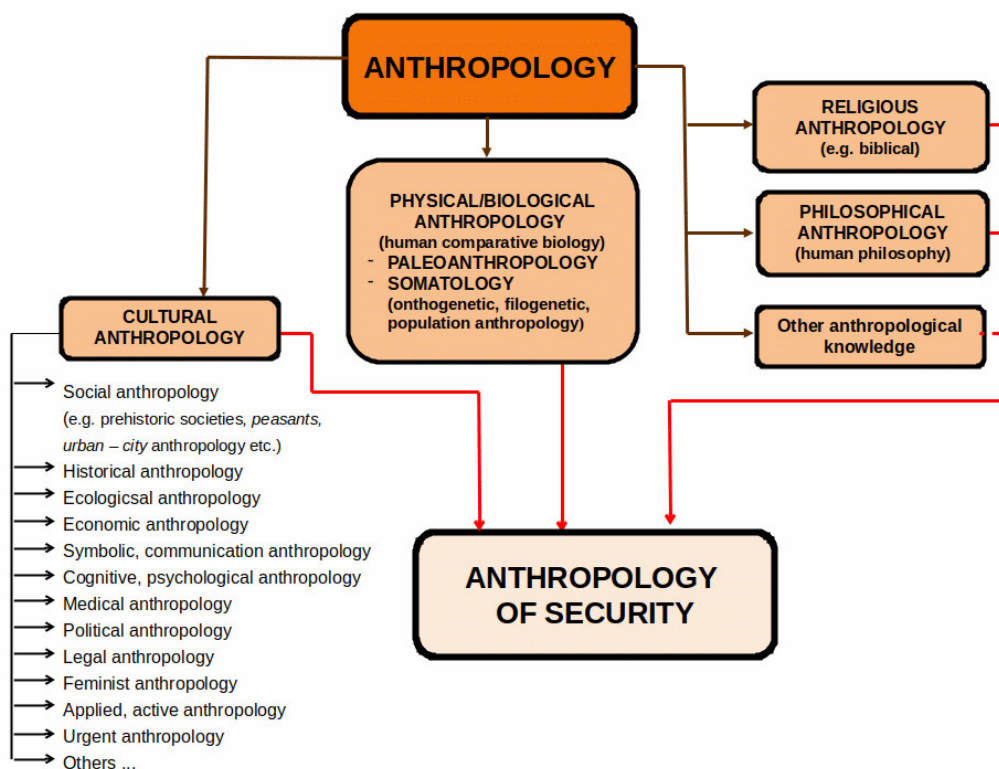 ANTHROPOLOGY
RELIGIOUS
ANTHROPOLOGY
(e.g. biblical)
PHYSICAL/BIOLOGICAL
ANTHROPOLOGY
(human comparative biology)
- PALEOANTHROPOLOGY
- SOMATOLOGY
(onthogenetic, filogenetic,
population anthropology)
PHILOSOPHICAL
ANTHROPOLOGY
(human philosophy)
CULTURAL
ANTHROPOLOGY
Other anthropological
knowledge
Social anthropology
(e.g. prehistoric societies, peasants,
urban – city anthropology etc.)
Historical anthropology
Ecologicsal anthropology
Economic anthropology
Symbolic, communication anthropology
Cognitive, psychological anthropology
Medical anthropology
Political anthropology
Legal anthropology
Feminist anthropology
Applied, active anthropology
Urgent anthropology
Others ...
ANTHROPOLOGY
OF SECURITY